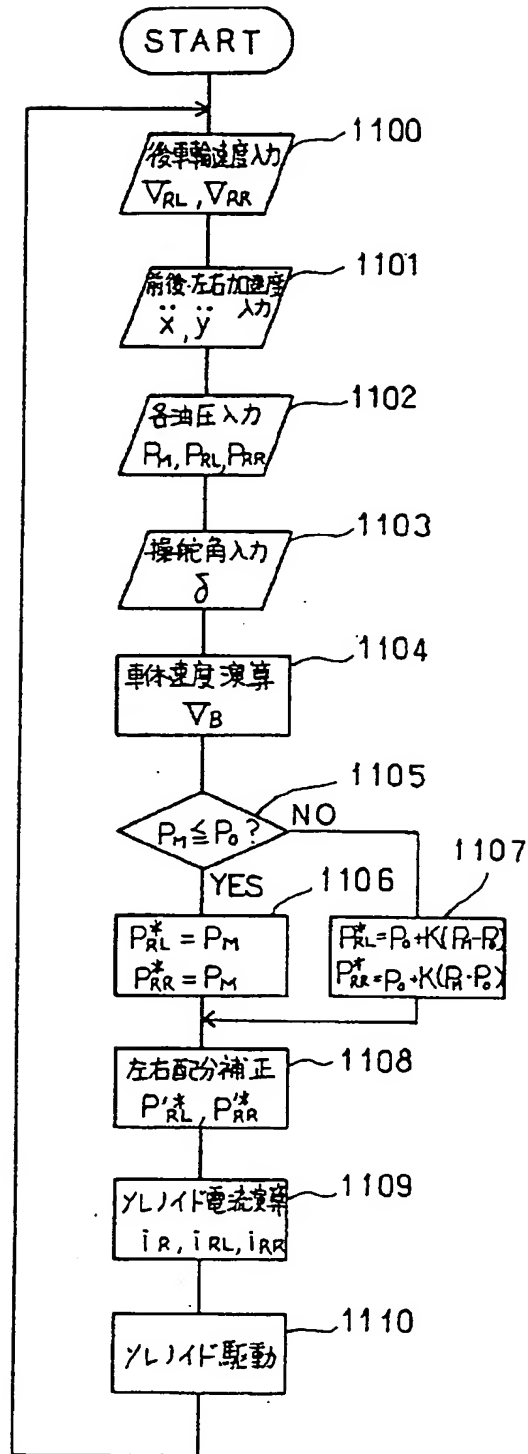 START
1100
後車輪速度入力
V_RL, V_RR
1101
前後・左右加速度
入力
ẍ, ÿ
1102
各油圧入力
P_M, P_RL, P_RR
1103
操舵角入力
δ
1104
車体速度演算
V_B
1105
P_M ≦ P_0?
NO
YES
1106
P*_RL = P_M
P*_RR = P_M
1107
P*_RL = P_0 + K(P_M - P_0)
P*_RR = P_0 + K(P_M - P_0)
1108
左右配分補正
P'*_RL, P'*_RR
1109
ソレノイド電流演算
i_R, i_RL, i_RR
1110
ソレノイド駆動